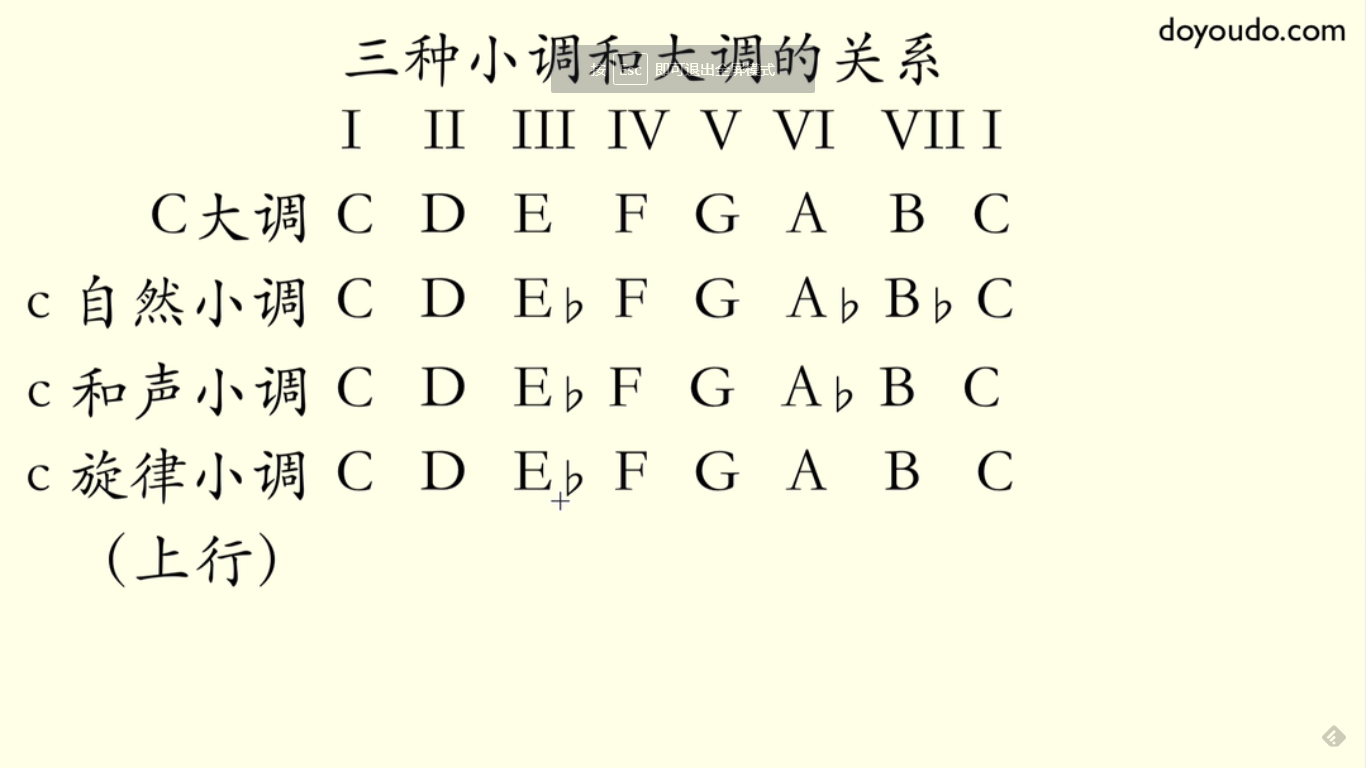 doyoudo.com
三种小调和大调的关系
按 Esc 即可退出全屏模式
I II III IV V VI VII I
C大调 C D E F G A B C
c 自然小调 C D E♭ F G A♭ B♭ C
c 和声小调 C D E♭ F G A♭ B C
c 旋律小调 C D E♭ F G A B C
（上行）